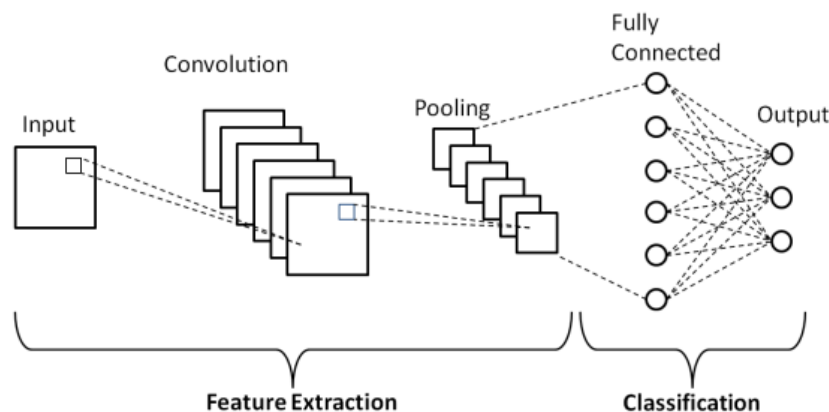 Fully
Connected
Convolution
Pooling
Output
Input
Feature Extraction
Classification